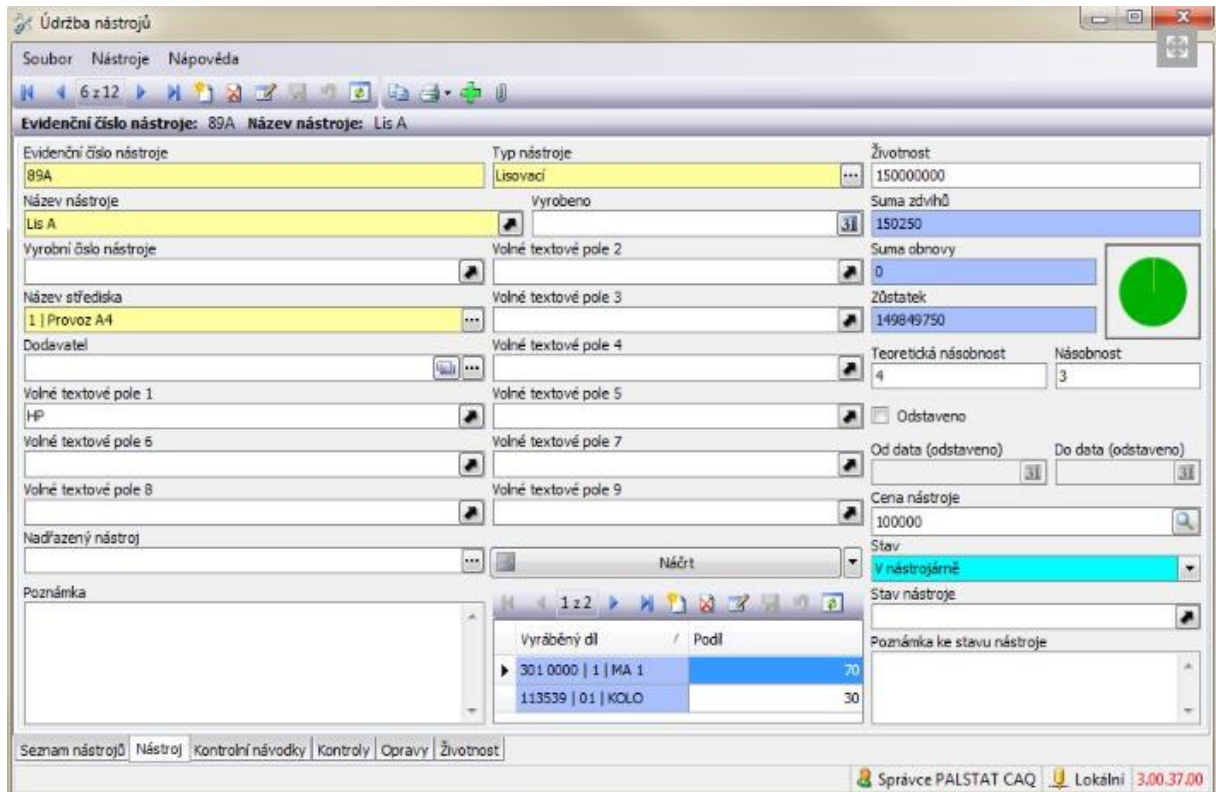 Údržba nástrojů
Soubor Nástroje Nápověda
6 z 12
Evidenční číslo nástroje: 89A Název nástroje: Lis A
Evidenční číslo nástroje
89A
Typ nástroje
Lisovací
Životnost
150000000
Název nástroje
Lis A
Vyrobeno
31
Suma zdvihů
150250
Vyrobní číslo nástroje
Volné textové pole 2
Suma obnovy
0
Název střediska
1 | Provoz A4
Volné textové pole 3
Zůstatek
149849750
Dodavatel
Volné textové pole 4
Teoretická násobnost
4
Násobnost
3
Volné textové pole 1
HP
Volné textové pole 5
Odstaveno
Volné textové pole 6
Volné textové pole 7
Od data (odstaveno)
31
Do data (odstaveno)
31
Volné textové pole 8
Volné textové pole 9
Cena nástroje
100000
Nadřazený nástroj
Náčrt
Stav
V nástrojárně
Poznámka
1 z 2
Stav nástroje
Vyráběný díl / Podíl
301 0000 | 1 | MA 1 70
113539 | 01 | KOLO 30
Poznámka ke stavu nástroje
Seznam nástrojů Nástroj Kontrolní návodky Kontroly Opravy Životnost
Správce PALSTAT CAQ Lokální 3.00.37.00